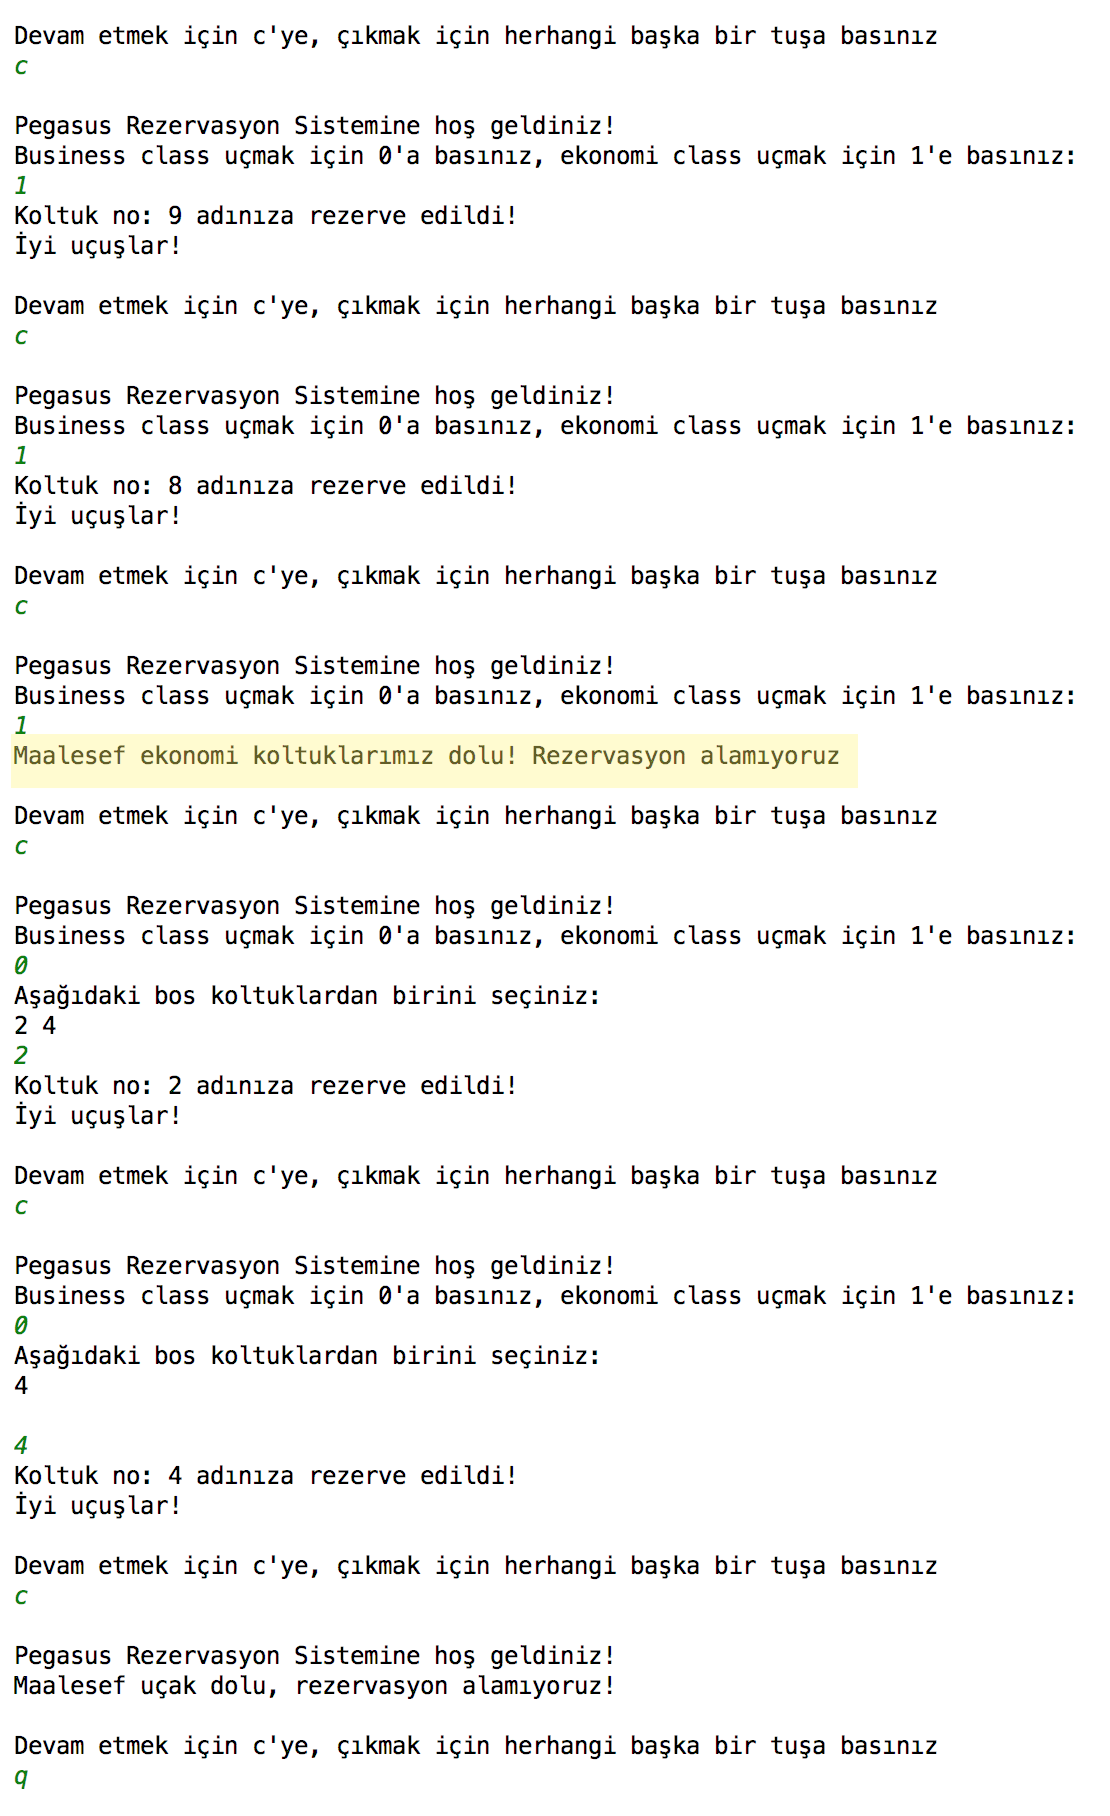 Devam etmek için c'ye, çıkmak için herhangi başka bir tuşa basınız
c
Pegasus Rezervasyon Sistemine hoş geldiniz!
Business class uçmak için 0'a basınız, ekonomi class uçmak için 1'e basınız:
1
Koltuk no: 9 adınıza rezerve edildi!
İyi uçuşlar!
Devam etmek için c'ye, çıkmak için herhangi başka bir tuşa basınız
c
Pegasus Rezervasyon Sistemine hoş geldiniz!
Business class uçmak için 0'a basınız, ekonomi class uçmak için 1'e basınız:
1
Koltuk no: 8 adınıza rezerve edildi!
İyi uçuşlar!
Devam etmek için c'ye, çıkmak için herhangi başka bir tuşa basınız
c
Pegasus Rezervasyon Sistemine hoş geldiniz!
Business class uçmak için 0'a basınız, ekonomi class uçmak için 1'e basınız:
1
Maalesef ekonomi koltuklarımız dolu! Rezervasyon alamıyoruz
Devam etmek için c'ye, çıkmak için herhangi başka bir tuşa basınız
c
Pegasus Rezervasyon Sistemine hoş geldiniz!
Business class uçmak için 0'a basınız, ekonomi class uçmak için 1'e basınız:
0
Aşağıdaki bos koltuklardan birini seçiniz:
2 4
2
Koltuk no: 2 adınıza rezerve edildi!
İyi uçuşlar!
Devam etmek için c'ye, çıkmak için herhangi başka bir tuşa basınız
c
Pegasus Rezervasyon Sistemine hoş geldiniz!
Business class uçmak için 0'a basınız, ekonomi class uçmak için 1'e basınız:
0
Aşağıdaki bos koltuklardan birini seçiniz:
4
4
Koltuk no: 4 adınıza rezerve edildi!
İyi uçuşlar!
Devam etmek için c'ye, çıkmak için herhangi başka bir tuşa basınız
c
Pegasus Rezervasyon Sistemine hoş geldiniz!
Maalesef uçak dolu, rezervasyon alamıyoruz!
Devam etmek için c'ye, çıkmak için herhangi başka bir tuşa basınız
q